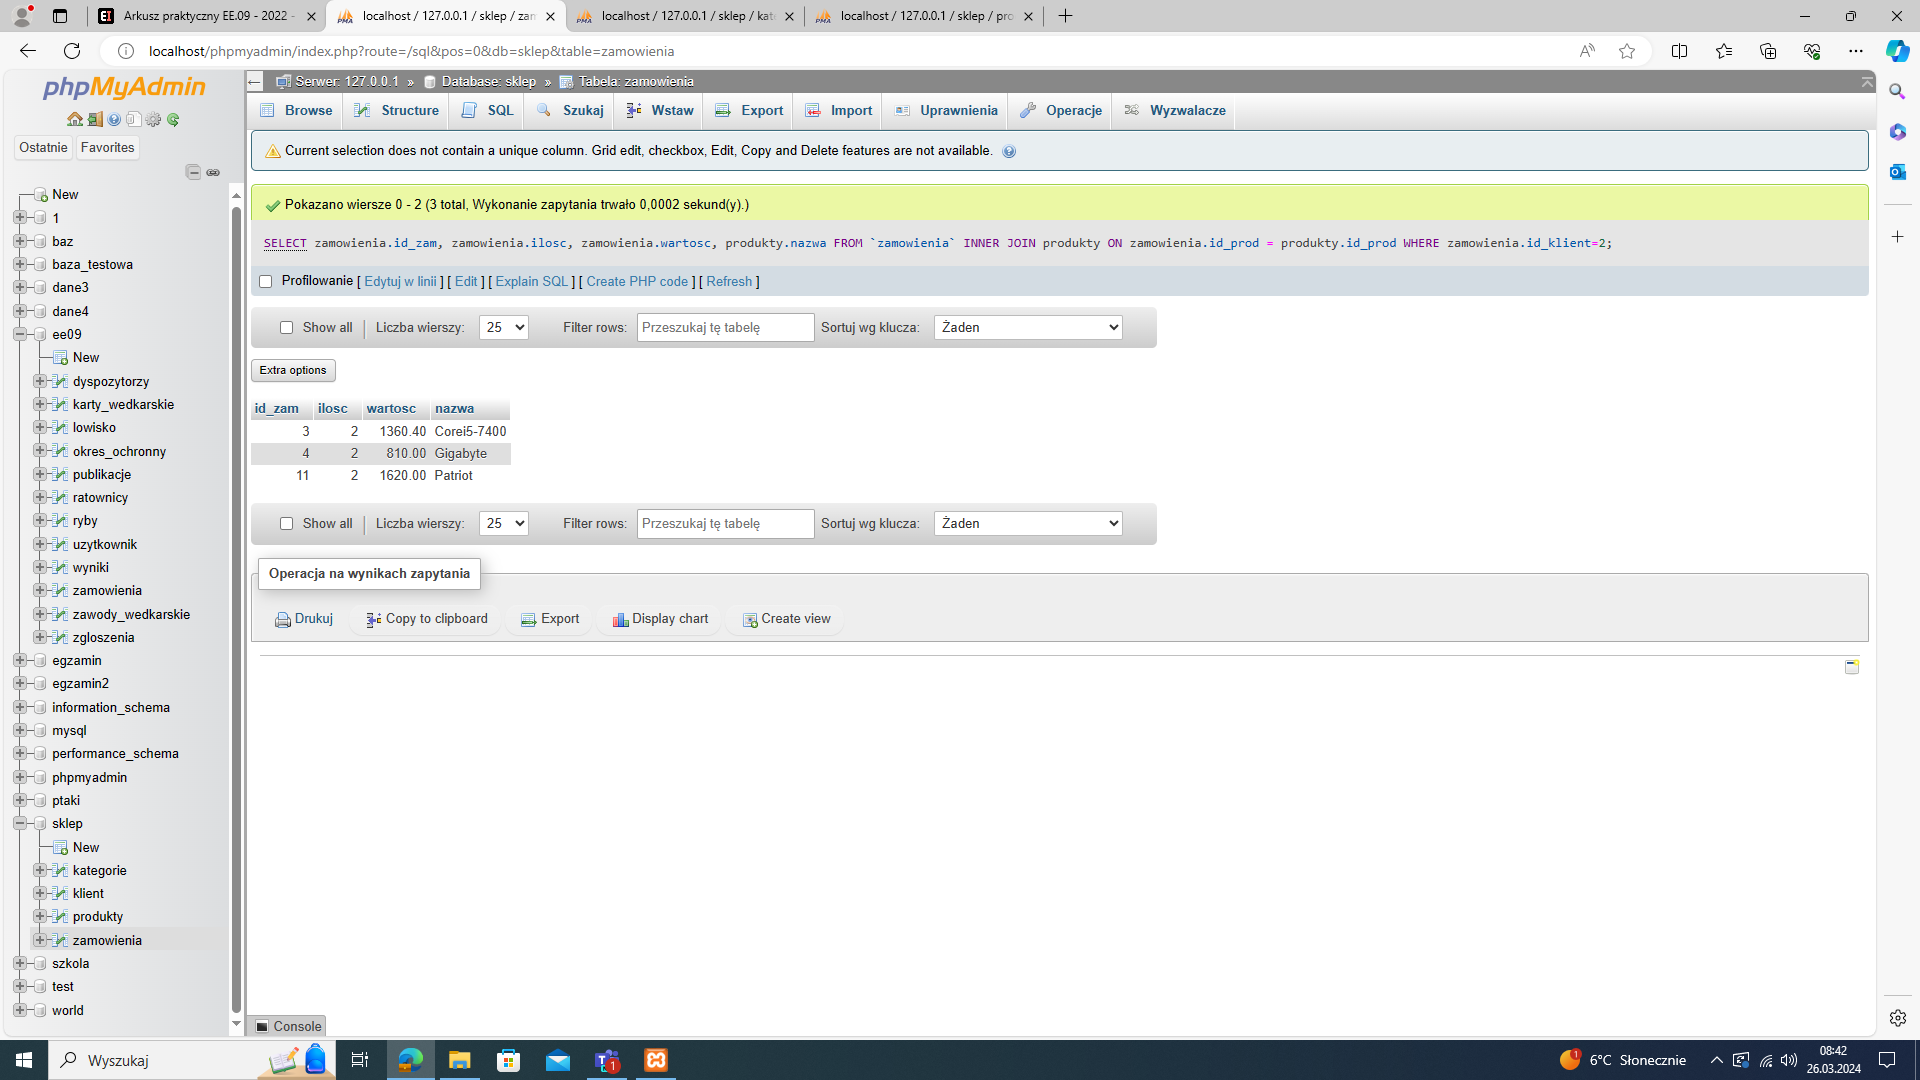 Arkusz praktyczny EE.09 - 2022 -
localhost / 127.0.0.1 / sklep / zam
localhost / 127.0.0.1 / sklep / kate
localhost / 127.0.0.1 / sklep / pro
localhost/phpmyadmin/index.php?route=/sql&pos=0&db=sklep&table=zamowienia
phpMyAdmin
Ostatnie
Favorites
New
1
baz
baza_testowa
dane3
dane4
ee09
New
dyspozytorzy
karty_wedkarskie
lowisko
okres_ochronny
publikacje
ratownicy
ryby
uzytkownik
wyniki
zamowienia
zawody_wedkarskie
zgloszenia
egzamin
egzamin2
information_schema
mysql
performance_schema
phpmyadmin
ptaki
sklep
New
kategorie
klient
produkty
zamowienia
szkola
test
world
Serwer: 127.0.0.1 » Database: sklep » Tabela: zamowienia
Browse Structure SQL Szukaj Wstaw Export Import Uprawnienia Operacje Wyzwalacze
Current selection does not contain a unique column. Grid edit, checkbox, Edit, Copy and Delete features are not available.
Pokazano wiersze 0 - 2 (3 total, Wykonanie zapytania trwało 0,0002 sekund(y).)
SELECT zamowienia.id_zam, zamowienia.ilosc, zamowienia.wartosc, produkty.nazwa FROM `zamowienia` INNER JOIN produkty ON zamowienia.id_prod = produkty.id_prod WHERE zamowienia.id_klient=2;
Profilowanie [ Edytuj w linii ] [ Edit ] [ Explain SQL ] [ Create PHP code ] [ Refresh ]
Show all | Liczba wierszy: 25 Filter rows: Przeszukaj tę tabelę Sortuj wg klucza: Żaden
Extra options
id_zam ilosc wartosc nazwa
3 2 1360.40 Corei5-7400
4 2 810.00 Gigabyte
11 2 1620.00 Patriot
Show all | Liczba wierszy: 25 Filter rows: Przeszukaj tę tabelę Sortuj wg klucza: Żaden
Operacja na wynikach zapytania
Drukuj Copy to clipboard Export Display chart Create view
Console
Wyszukaj
6°C Słonecznie
08:42
26.03.2024